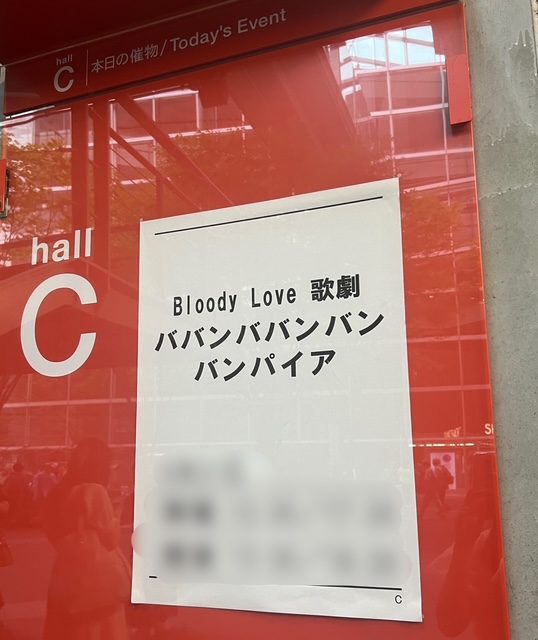 hall
C
本日の催物/Today's Event
hall
C
Bloody Love 歌劇
ババンババンバン
バンパイア
C